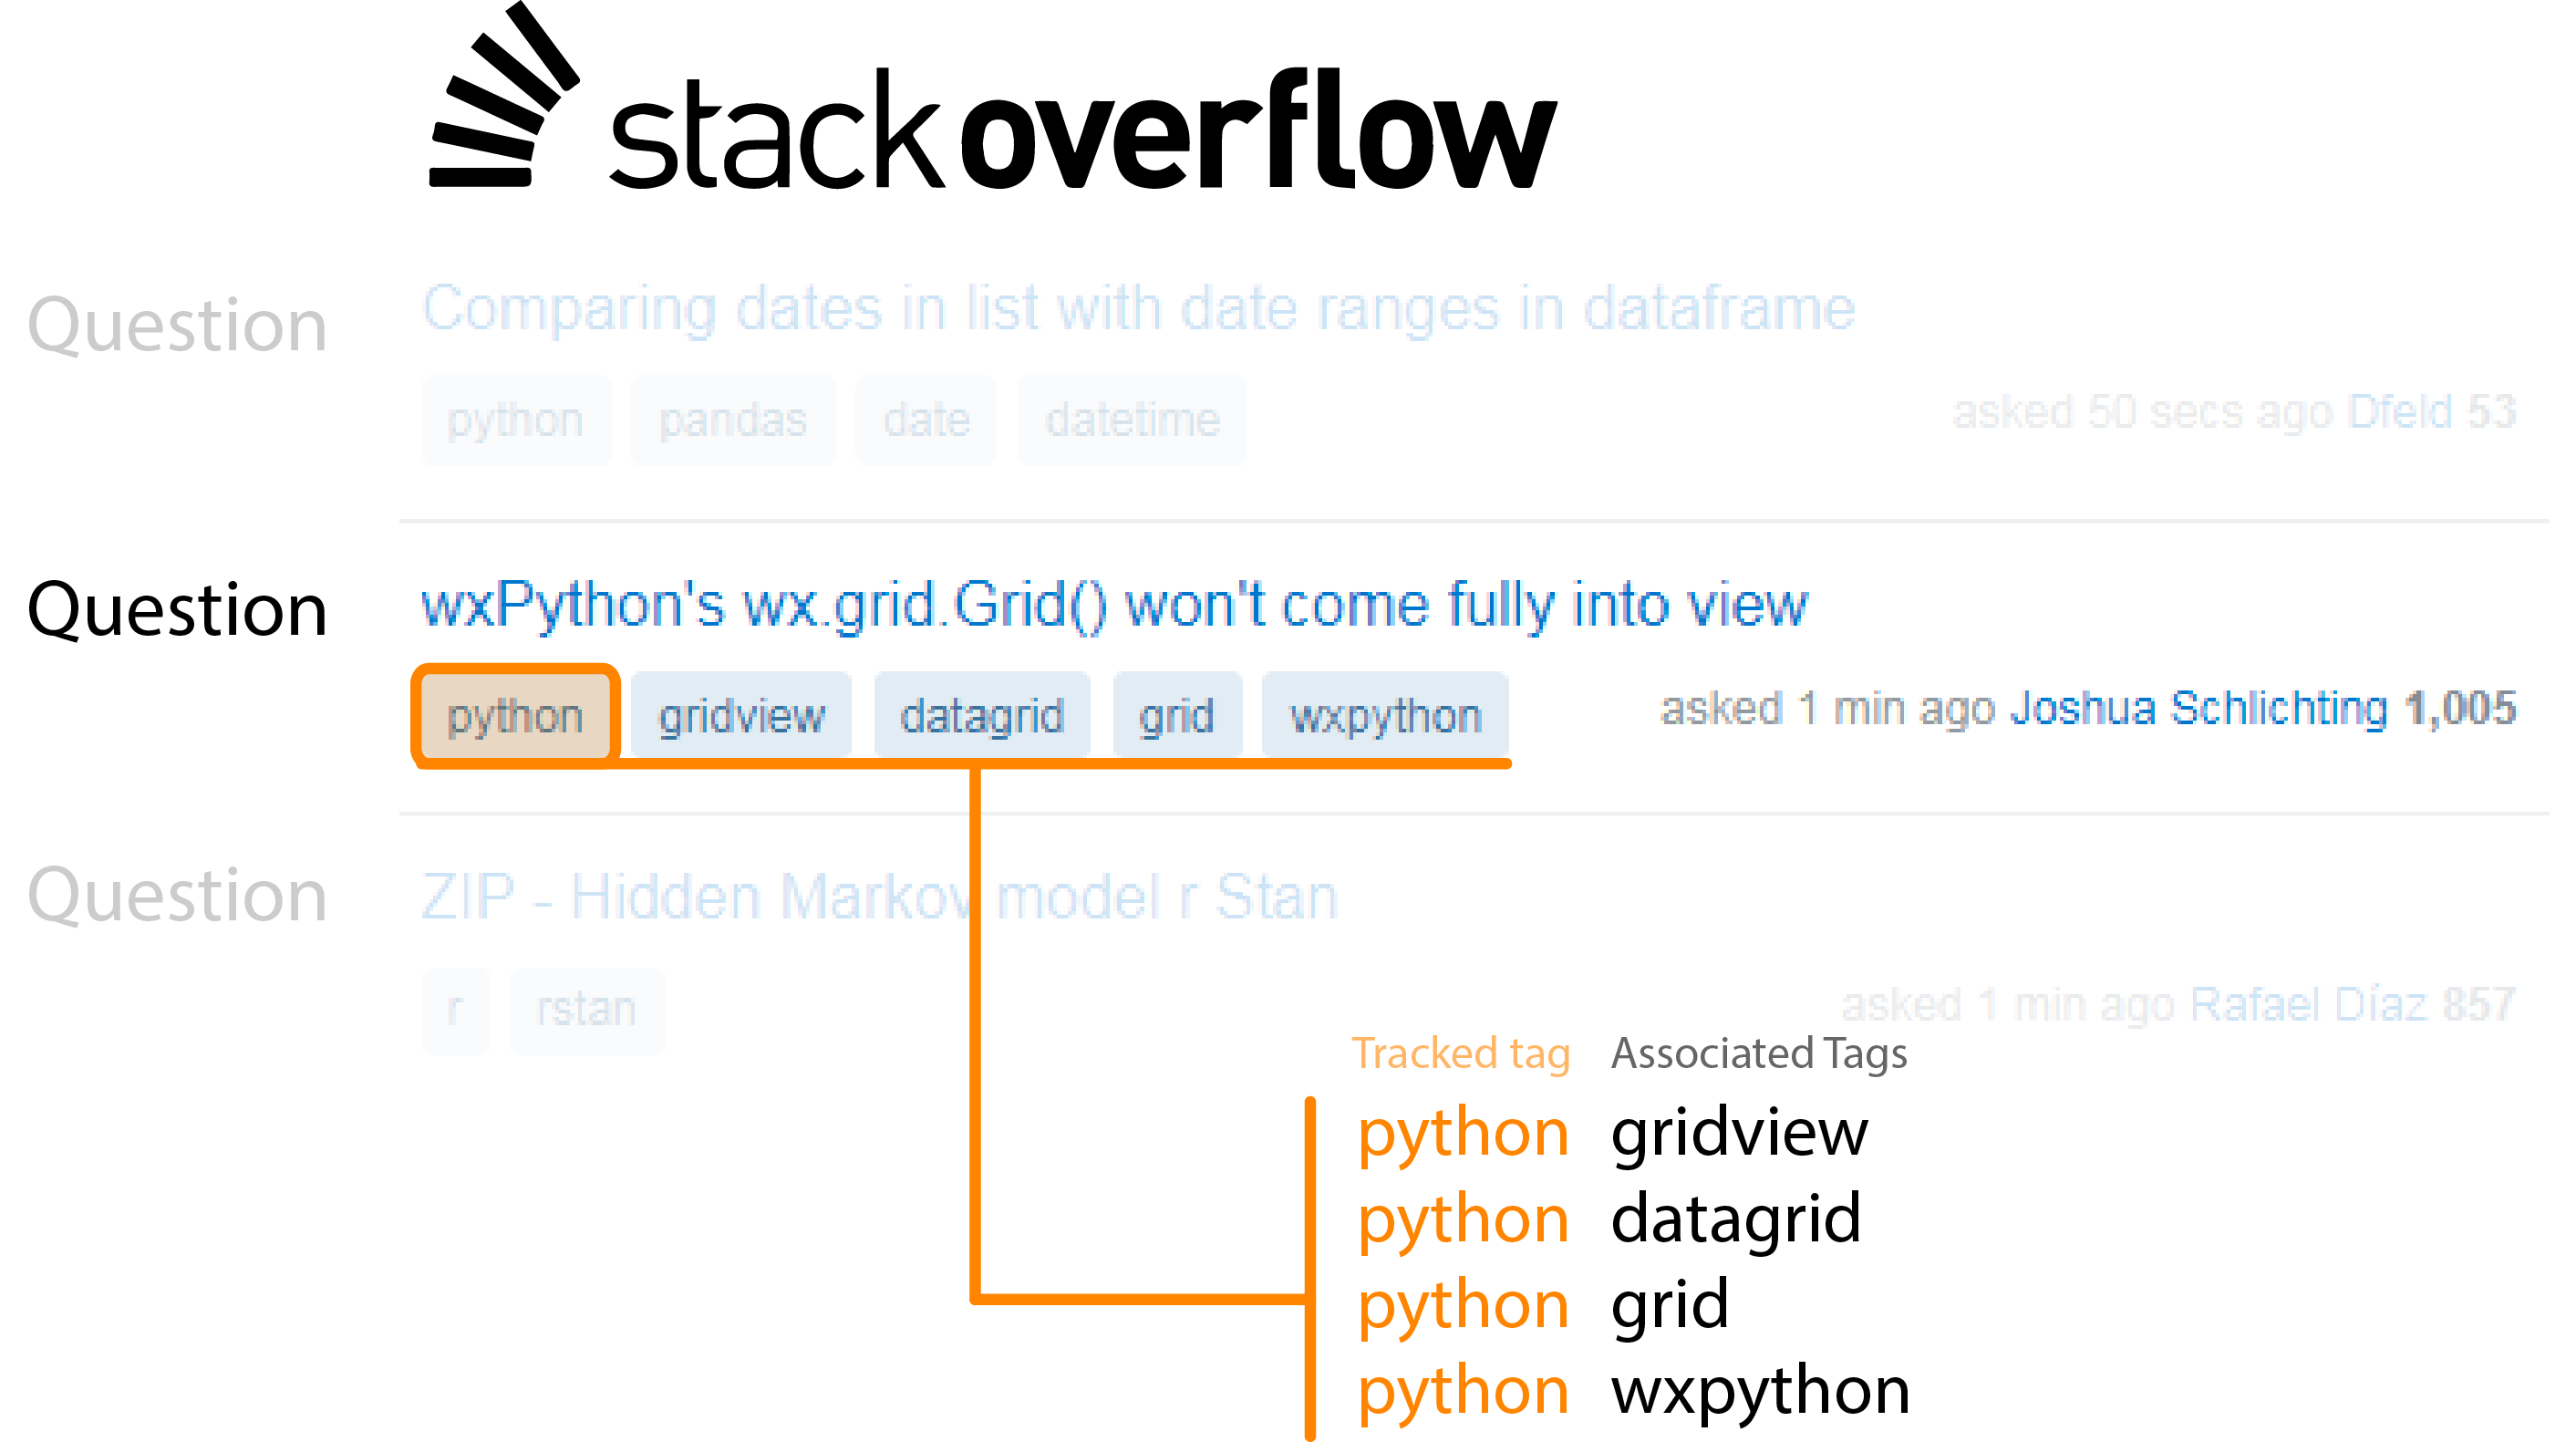 stackoverflow
Question
Comparing dates in list with date ranges in dataframe
python pandas date datetime
asked 50 secs ago Dfeld 53
Question
wxPython's wx.grid.Grid() won't come fully into view
python gridview datagrid grid wxpython
asked 1 min ago Joshua Schlichting 1,005
Question
ZIP - Hidden Markov model r Stan
r rstan
asked 1 min ago Rafael Díaz 857
Tracked tag Associated Tags
python gridview
python datagrid
python grid
python wxpython